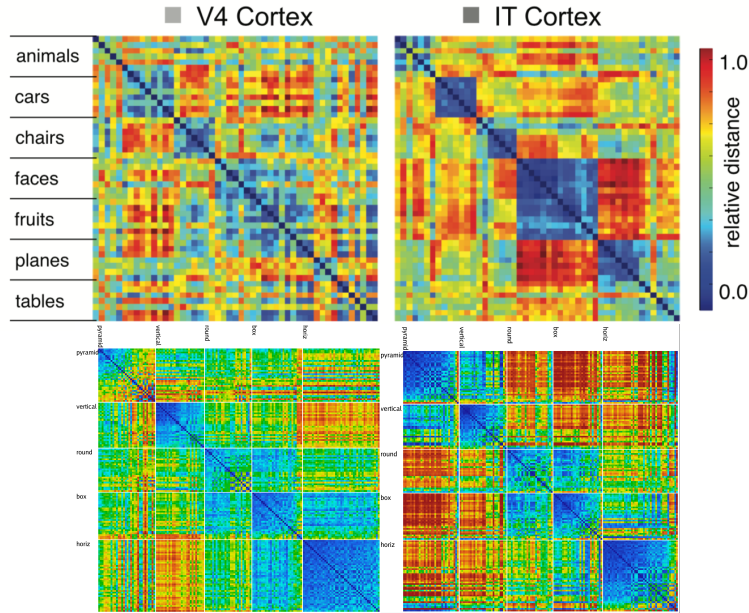 V4 Cortex
IT Cortex
animals
cars
chairs
faces
fruits
planes
tables
1.0
relative distance
0.0
pyramid
vertical
round
box
horiz
pyramid
vertical
round
box
horiz
pyramid
vertical
round
box
horiz
pyramid
vertical
round
box
horiz